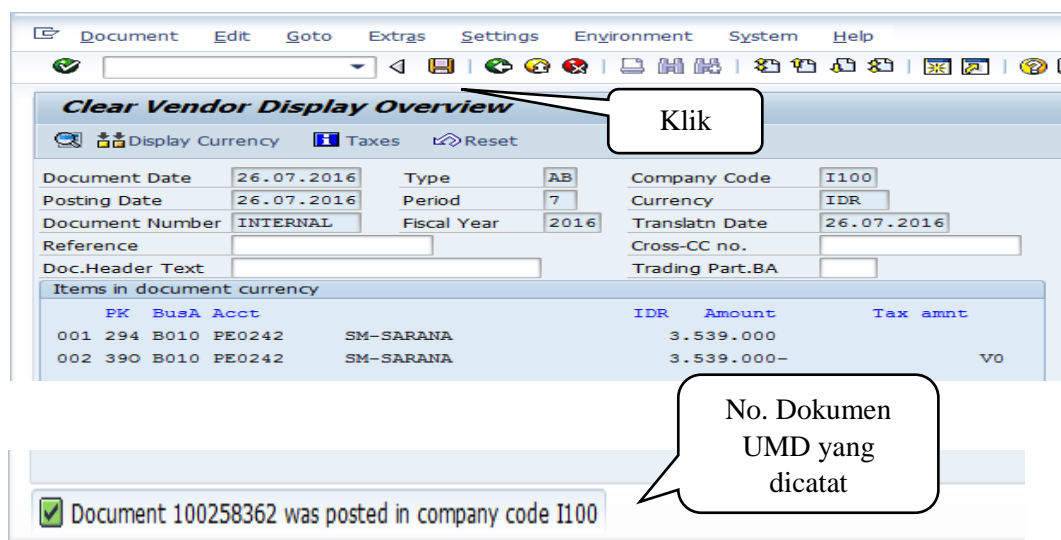 Document Edit Goto Extras Settings Environment System Help
Clear Vendor Display Overview
Klik
Display Currency Taxes Reset
Document Date 26.07.2016 Type AB Company Code I100
Posting Date 26.07.2016 Period 7 Currency IDR
Document Number INTERNAL Fiscal Year 2016 Translatn Date 26.07.2016
Reference Cross-CC no.
Doc.Header Text Trading Part.BA
Items in document currency
PK BusA Acct IDR Amount Tax amnt
001 294 B010 PE0242 SM-SARANA 3.539.000
002 390 B010 PE0242 SM-SARANA 3.539.000- V0
No. Dokumen
UMD yang
dicatat
Document 100258362 was posted in company code I100